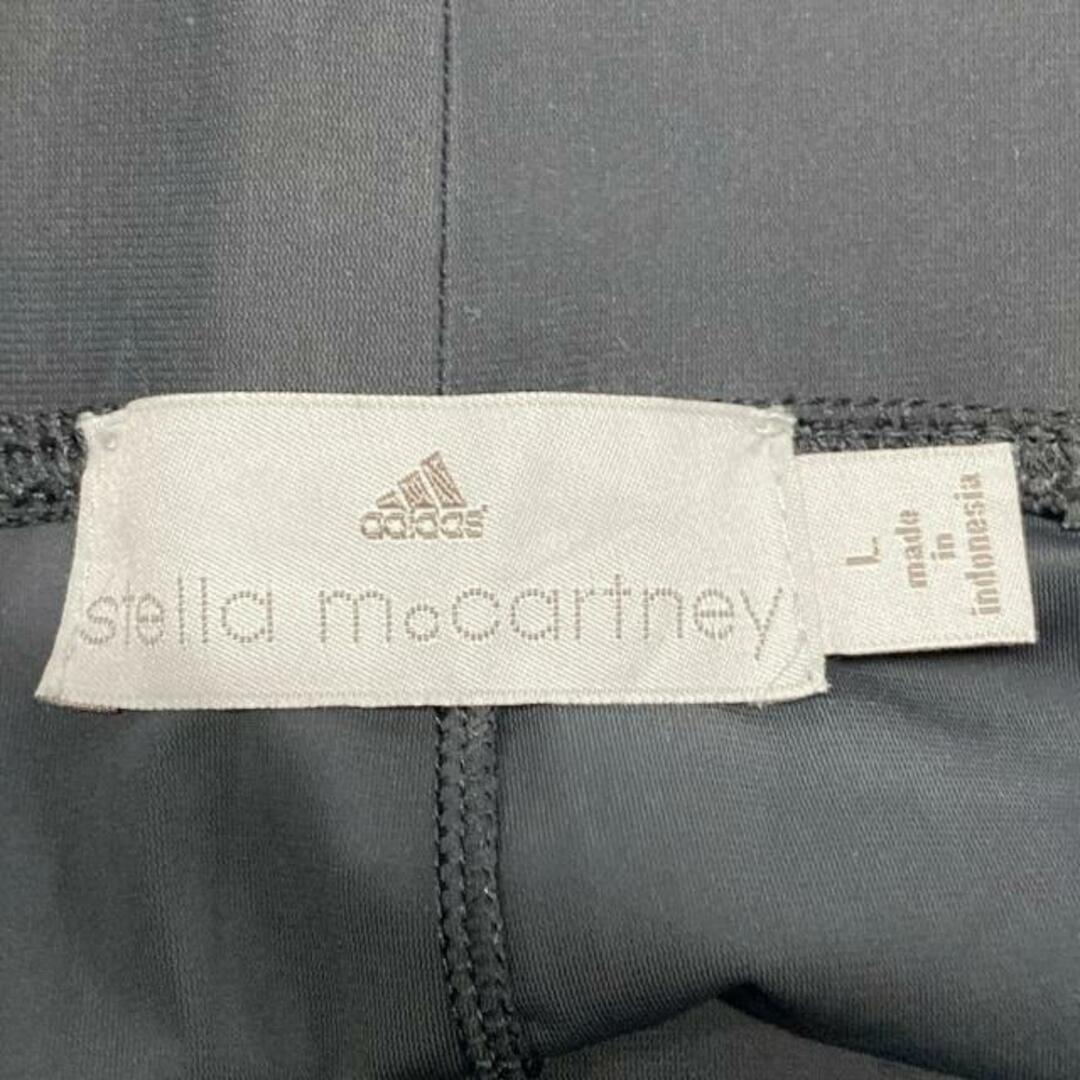 adidas
stella mccartney
L
made
in
indonesia